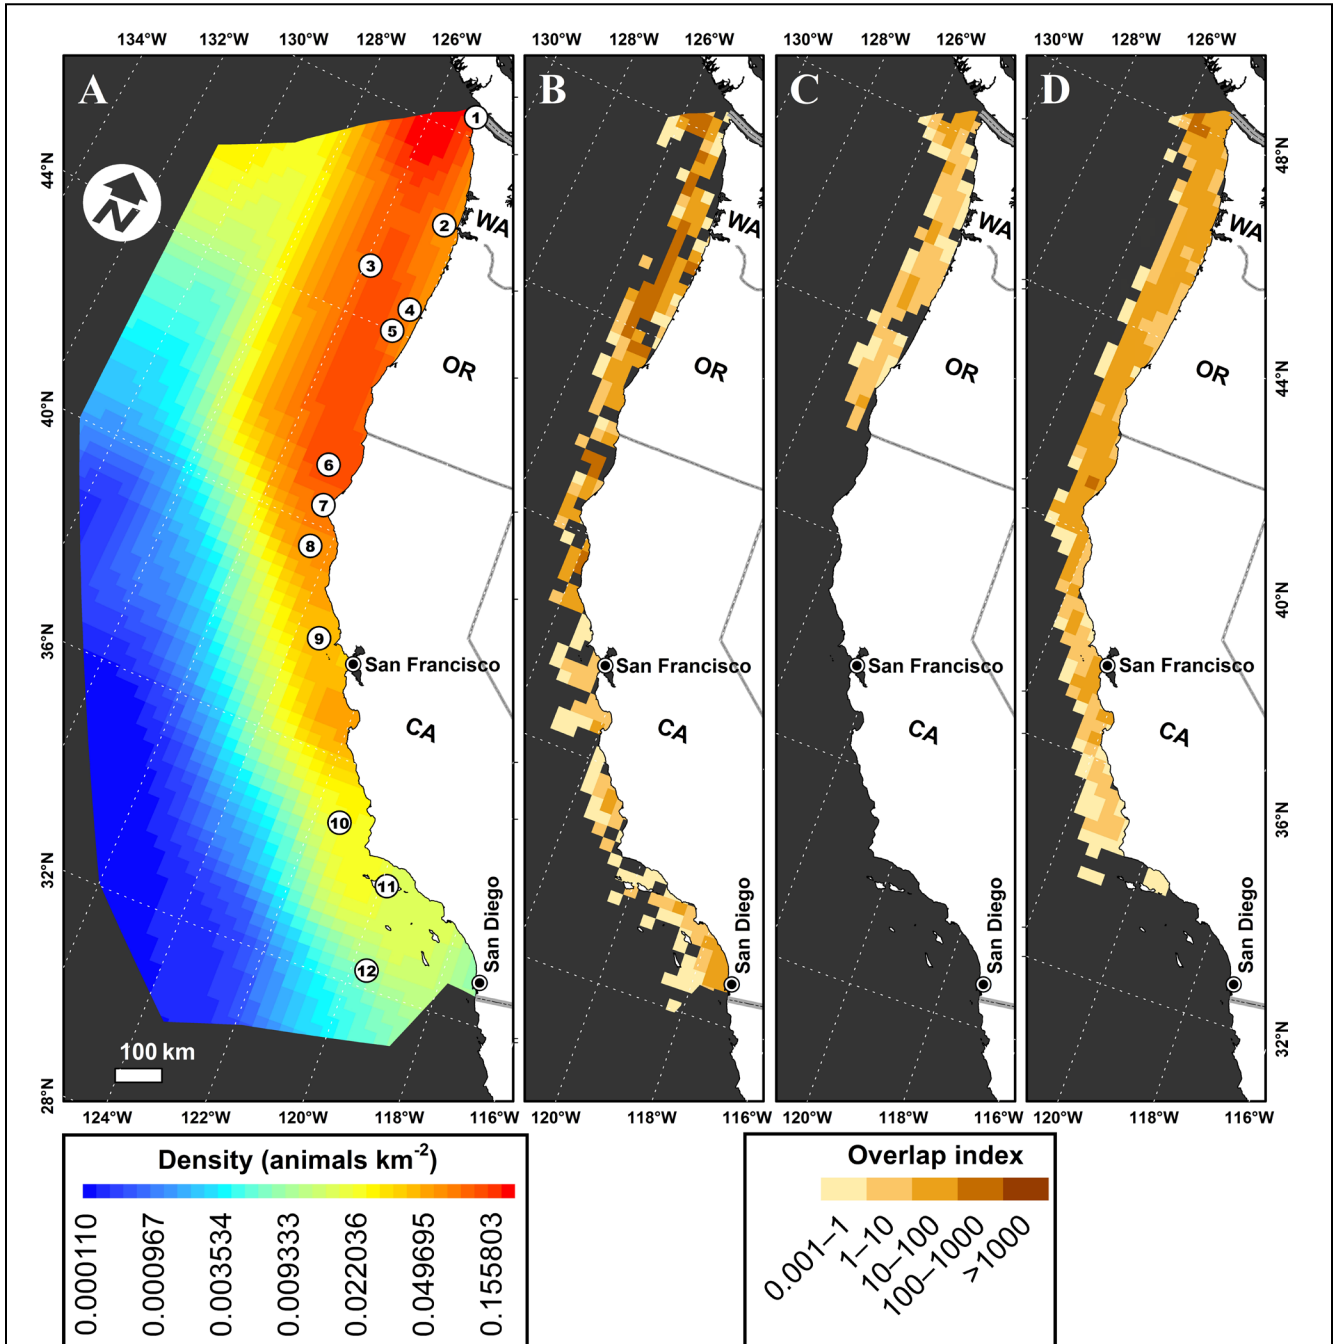 134°W 132°W 130°W 128°W 126°W 130°W 128°W 126°W 130°W 128°W 126°W 130°W 128°W 126°W
A B C D
44°N
40°N
36°N
32°N
28°N
N
1
2
3
4
5
6
7
8
9
10
11
12
WA
OR
San Francisco
CA
San Diego
100 km
WA
OR
San Francisco
CA
San Diego
WA
OR
San Francisco
CA
San Diego
OR
San Francisco
CA
San Diego
48°N
44°N
40°N
36°N
32°N
124°W 122°W 120°W 118°W 116°W 120°W 118°W 116°W 120°W 118°W 116°W 120°W 118°W 116°W
Density (animals km⁻²)
0.000110
0.000967
0.003534
0.009333
0.022036
0.049695
0.155803
Overlap index
0.001–1
1–10
10–100
100–1000
>1000